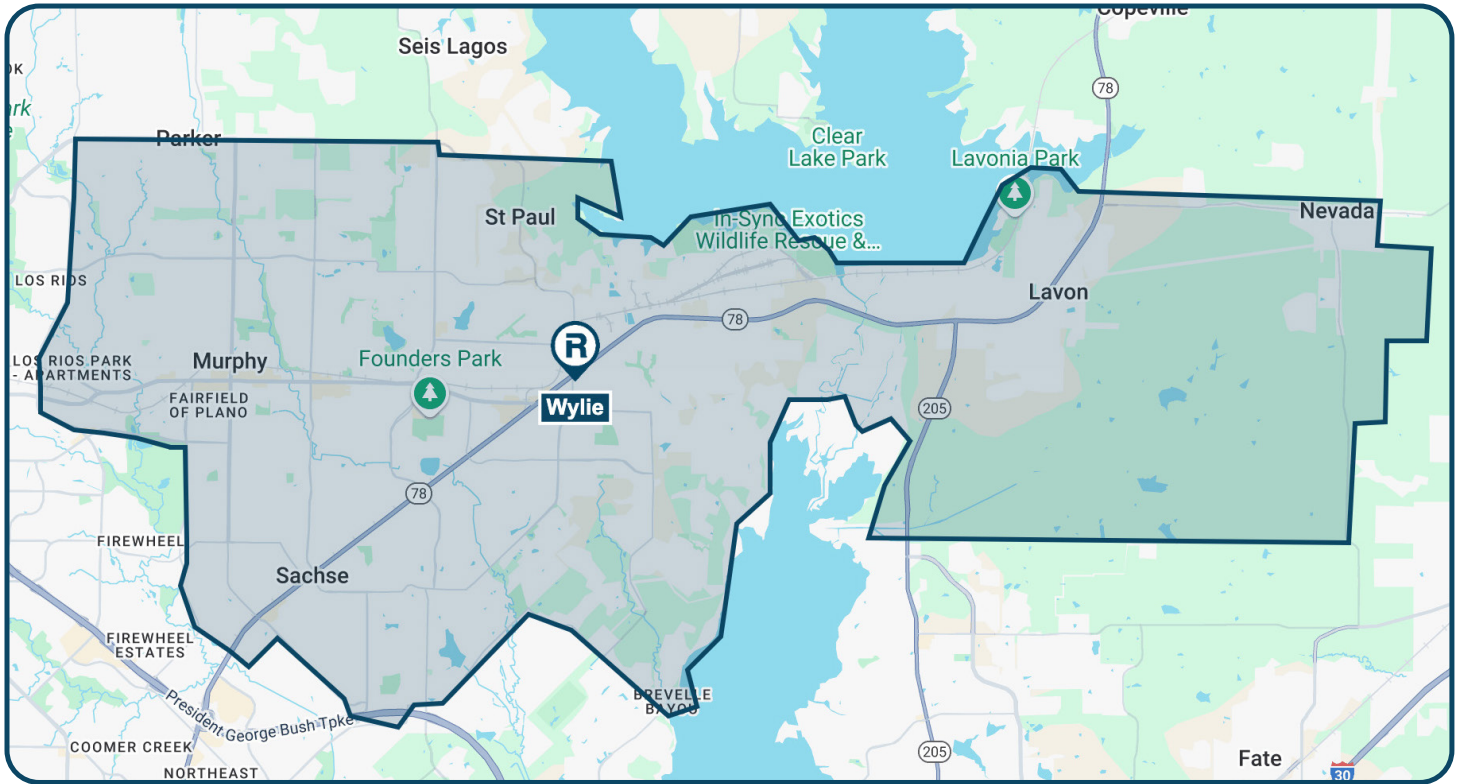 Copeville
Seis Lagos
OK
ark
78
Clear
Lake Park
Parker
Lavonia Park
St Paul
In-Sync Exotics
Wildlife Rescue &...
Nevada
LOS RIOS
Lavon
78
R
LOS RIOS PARK
- APARTMENTS
Murphy
Founders Park
FAIRFIELD
OF PLANO
Wylie
205
78
FIREWHEEL
Sachse
FIREWHEEL
ESTATES
BREVELLE
BAYOU
President George Bush Tpke
COOMER CREEK
NORTHEAST
205
Fate
30